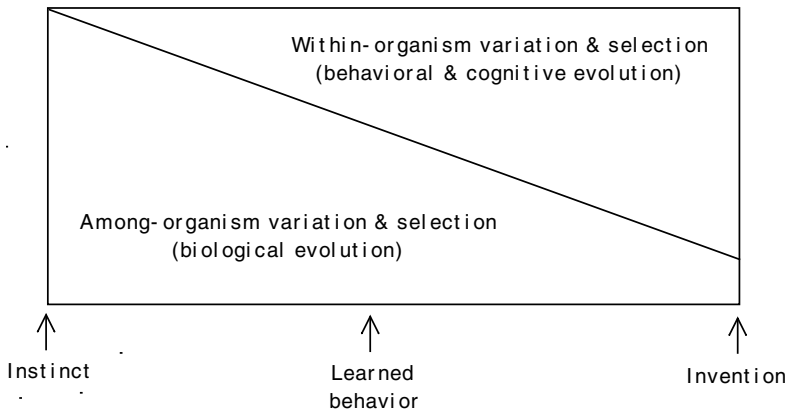 Within-organism variation & selection
(behavioral & cognitive evolution)
Among-organism variation & selection
(biological evolution)
Instinct
Learned
behavior
Invention